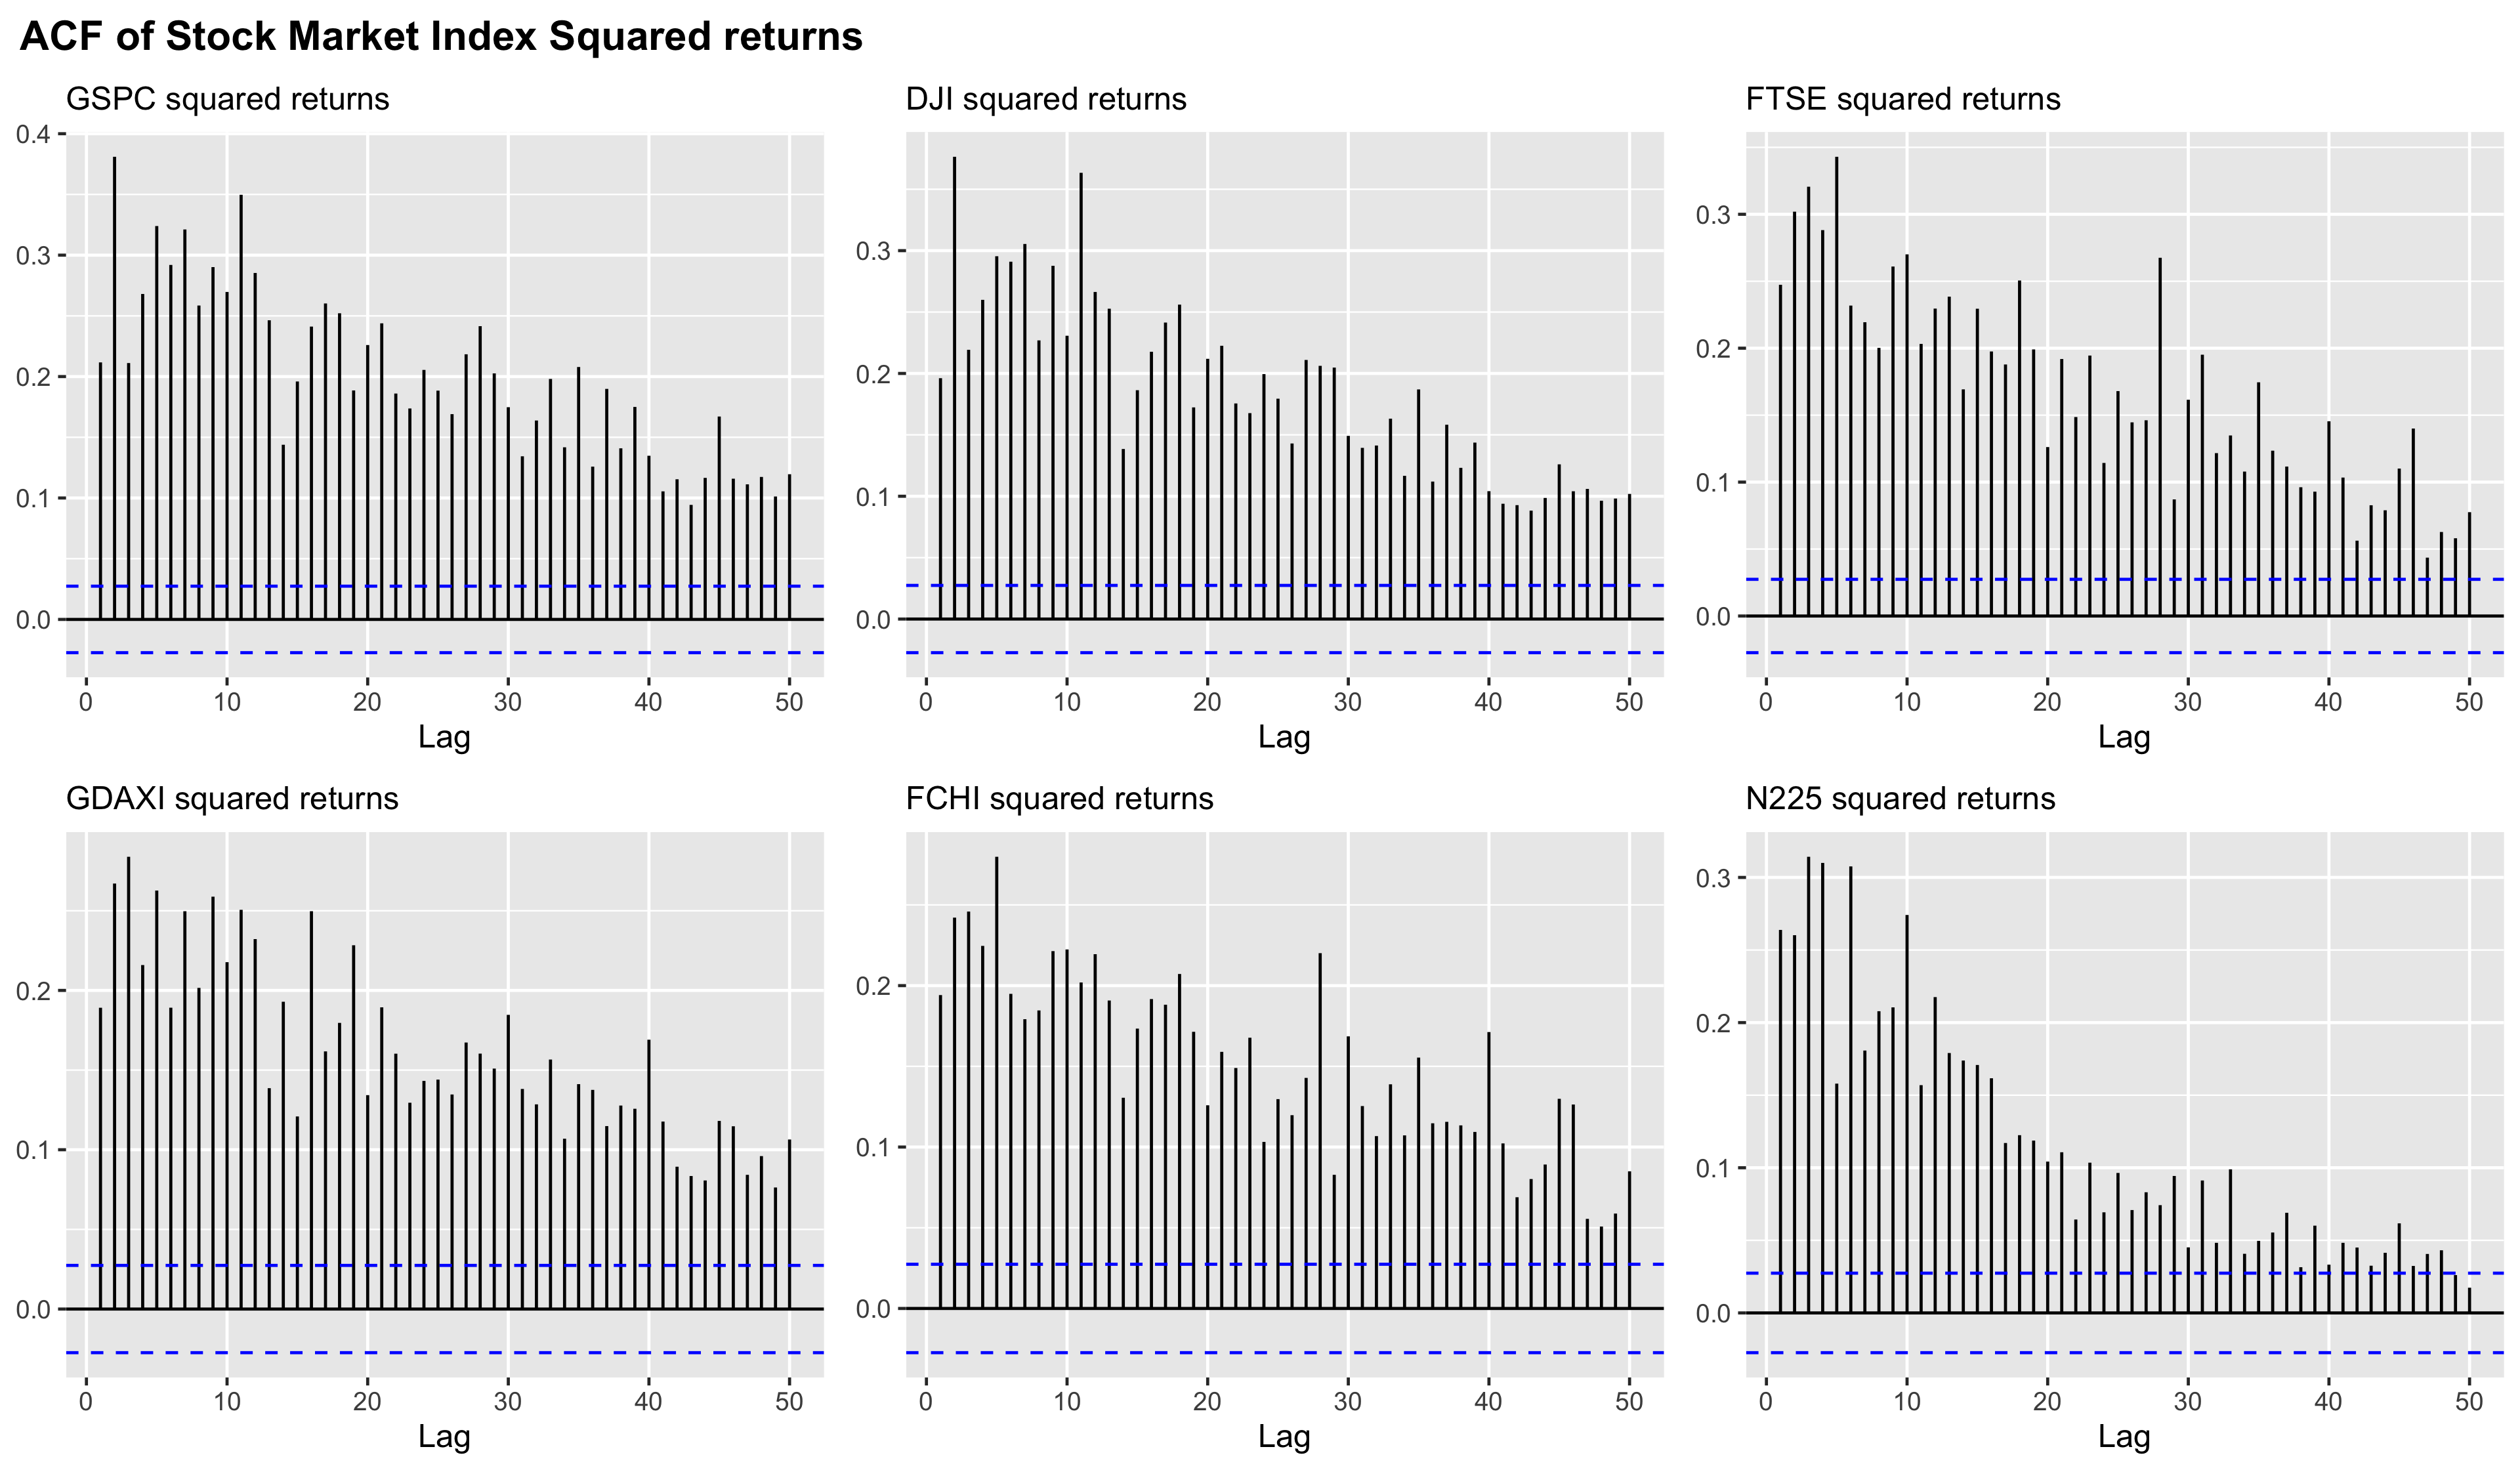 ACF of Stock Market Index Squared returns
GSPC squared returns
0.4
0.3
0.2
0.1
0.0
0 10 20 30 40 50
Lag
DJI squared returns
0.3
0.2
0.1
0.0
0 10 20 30 40 50
Lag
FTSE squared returns
0.3
0.2
0.1
0.0
0 10 20 30 40 50
Lag
GDAXI squared returns
0.2
0.1
0.0
0 10 20 30 40 50
Lag
FCHI squared returns
0.2
0.1
0.0
0 10 20 30 40 50
Lag
N225 squared returns
0.3
0.2
0.1
0.0
0 10 20 30 40 50
Lag